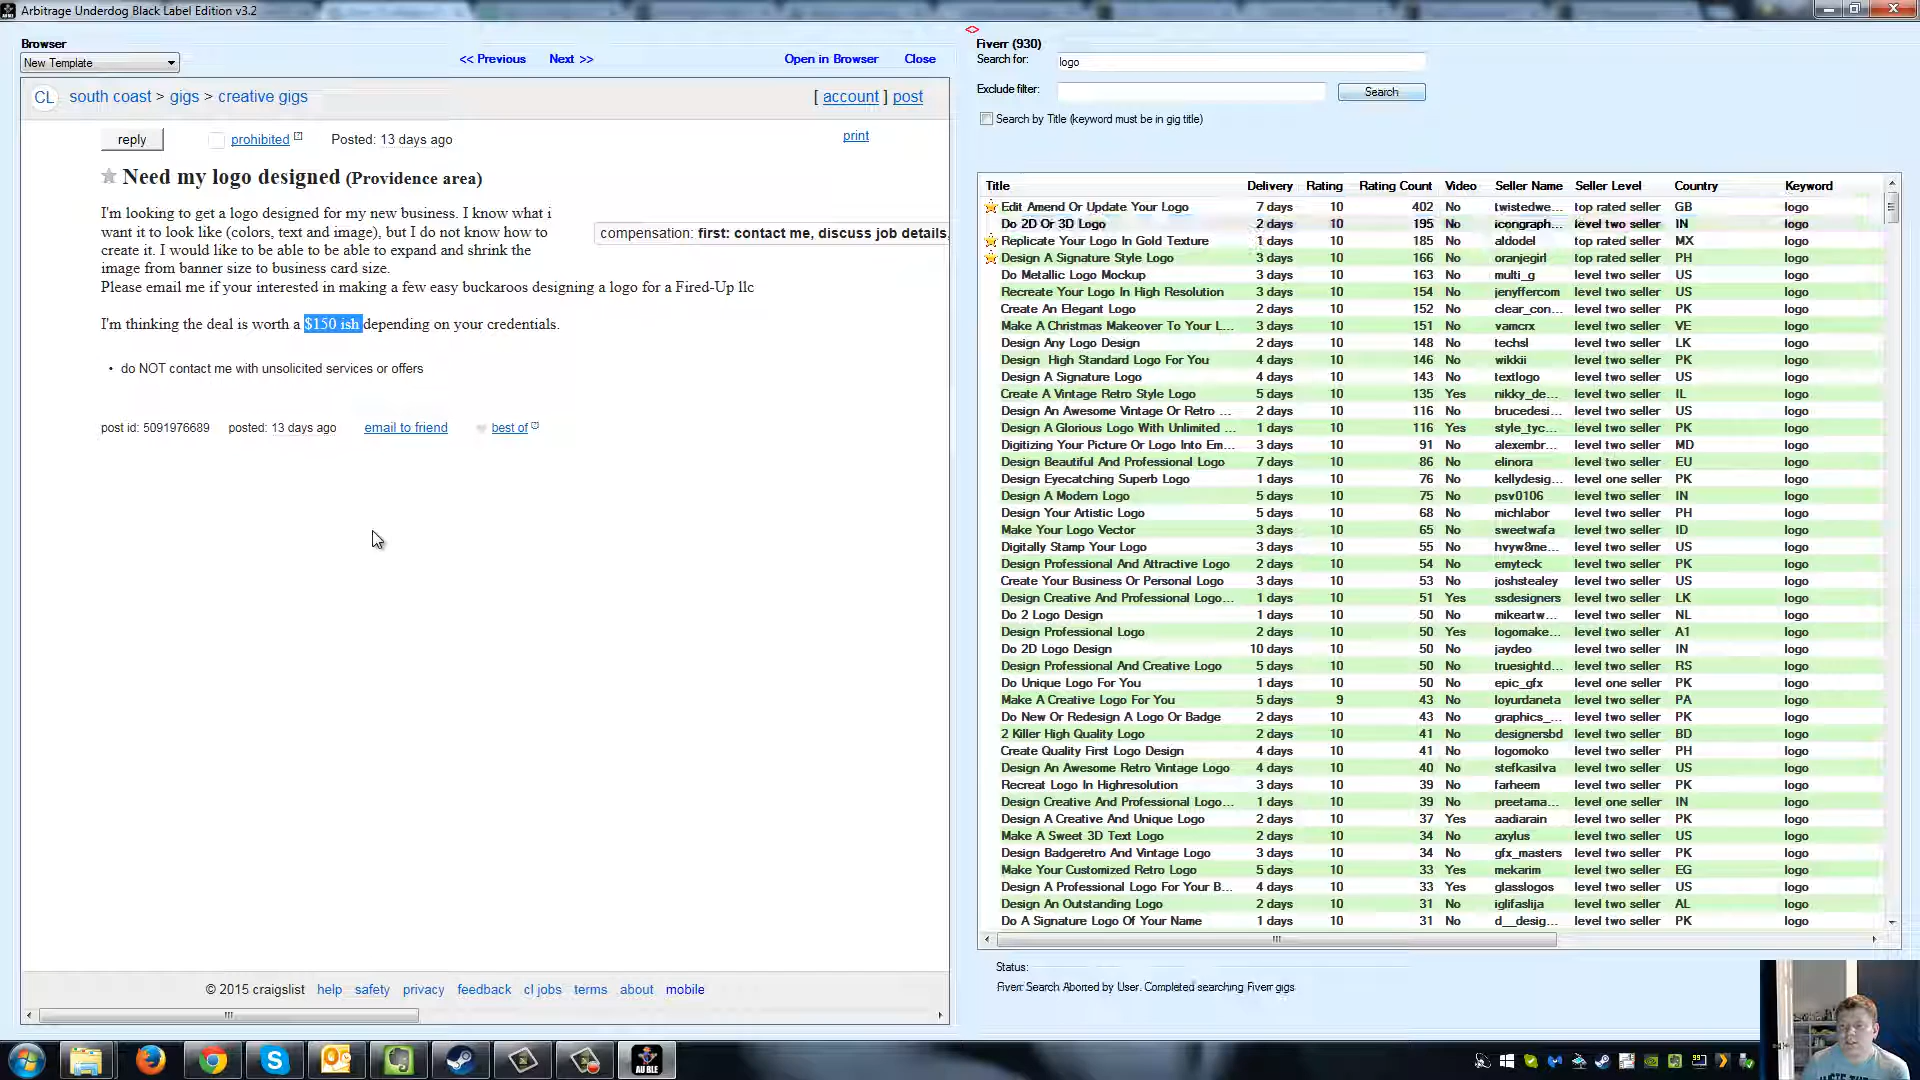 Arbitrage Underdog Black Label Edition v3.2
Browser
New Template
<< Previous
Next >>
Open in Browser
Close
CL
south coast > gigs > creative gigs
[ account ] post
reply
prohibited [?]
Posted: 13 days ago
print
Need my logo designed (Providence area)
I'm looking to get a logo designed for my new business. I know what i
want it to look like (colors, text and image), but I do not know how to
create it. I would like to be able to be able to expand and shrink the
image from banner size to business card size.
Please email me if your interested in making a few easy buckaroos designing a logo for a Fired-Up llc
compensation: first: contact me, discuss job details,
I'm thinking the deal is worth a $150 ish depending on your credentials.
• do NOT contact me with unsolicited services or offers
post id: 5091976689 posted: 13 days ago email to friend best of [?]
© 2015 craigslist help safety privacy feedback cl jobs terms about mobile
<>
Fiverr (930)
Search for: logo
Exclude filter:
Search
Search by Title (keyword must be in gig title)
Title Delivery Rating Rating Count Video Seller Name Seller Level Country Keyword
Edit Amend Or Update Your Logo 7 days 10 402 No twistedwe... top rated seller GB logo
Do 2D Or 3D Logo 2 days 10 195 No icongraph... level two seller IN logo
Replicate Your Logo In Gold Texture 1 days 10 185 No aldodel top rated seller MX logo
Design A Signature Style Logo 3 days 10 166 No oranjegirl top rated seller PH logo
Do Metallic Logo Mockup 3 days 10 163 No multi_g level two seller US logo
Recreate Your Logo In High Resolution 3 days 10 154 No jenyffercom level two seller US logo
Create An Elegant Logo 2 days 10 152 No clear_con... level two seller PK logo
Make A Christmas Makeover To Your L... 3 days 10 151 No vamcrx level two seller VE logo
Design Any Logo Design 2 days 10 148 No techsl level two seller LK logo
Design High Standard Logo For You 4 days 10 146 No wikkii level two seller PK logo
Design A Signature Logo 4 days 10 143 No textlogo level two seller US logo
Create A Vintage Retro Style Logo 5 days 10 135 Yes nikky_de... level two seller IL logo
Design An Awesome Vintage Or Retro ... 2 days 10 116 No brucedesi... level two seller US logo
Design A Glorious Logo With Unlimited ... 1 days 10 116 Yes style_tyc... level two seller PK logo
Digitizing Your Picture Or Logo Into Em... 3 days 10 91 No alexembr... level two seller MD logo
Design Beautiful And Professional Logo 7 days 10 86 No elinora level two seller EU logo
Design Eyecatching Superb Logo 1 days 10 76 No kellydesig... level one seller PK logo
Design A Modern Logo 5 days 10 75 No psv0106 level two seller IN logo
Design Your Artistic Logo 5 days 10 68 No michlabor level two seller PH logo
Make Your Logo Vector 3 days 10 65 No sweetwafa level two seller ID logo
Digitally Stamp Your Logo 3 days 10 55 No hvyw8me... level two seller US logo
Design Professional And Attractive Logo 2 days 10 54 No emyteck level two seller PK logo
Create Your Business Or Personal Logo 3 days 10 53 No joshstealey level two seller US logo
Design Creative And Professional Logo... 1 days 10 51 Yes ssdesigners level two seller LK logo
Do 2 Logo Design 2 days 10 50 No mikeartw... level two seller NL logo
Design Professional Logo 2 days 10 50 No logomake... level two seller A1 logo
Do 2D Logo Design 10 days 10 50 No jaydeo level two seller IN logo
Design Professional And Creative Logo 5 days 10 50 No truesightd... level two seller RS logo
Do Unique Logo For You 1 days 10 50 No epic_gfx level one seller PK logo
Make A Creative Logo For You 5 days 9 43 No loyurdaneta level two seller PA logo
Do New Or Redesign A Logo Or Badge 2 days 10 43 No graphics_... level two seller PK logo
2 Killer High Quality Logo 2 days 10 41 No designersbd level two seller BD logo
Create Quality First Logo Design 4 days 10 41 No logomoko level two seller PH logo
Design An Awesome Retro Vintage Logo 4 days 10 40 No stefkasilva level two seller US logo
Recreat Logo In Highresolution 3 days 10 39 No farheem level two seller PK logo
Design Creative And Professional Logo... 1 days 10 39 No preetama... level one seller IN logo
Design A Creative And Unique Logo 2 days 10 37 Yes aadiarain level two seller PK logo
Make A Sweet 3D Text Logo 2 days 10 34 No axylus level two seller US logo
Design Badgeretro And Vintage Logo 3 days 10 34 No gfx_masters level two seller PK logo
Make Your Customized Retro Logo 5 days 10 33 Yes mekarim level two seller EG logo
Design A Professional Logo For Your B... 4 days 10 33 Yes glasslogos level two seller US logo
Design An Outstanding Logo 2 days 10 31 No iglifaslija level two seller AL logo
Do A Signature Logo Of Your Name 1 days 10 31 No d__desig... level two seller PK logo
Status:
Fiverr Search Aborted by User. Completed searching Fiverr gigs
AU BLE